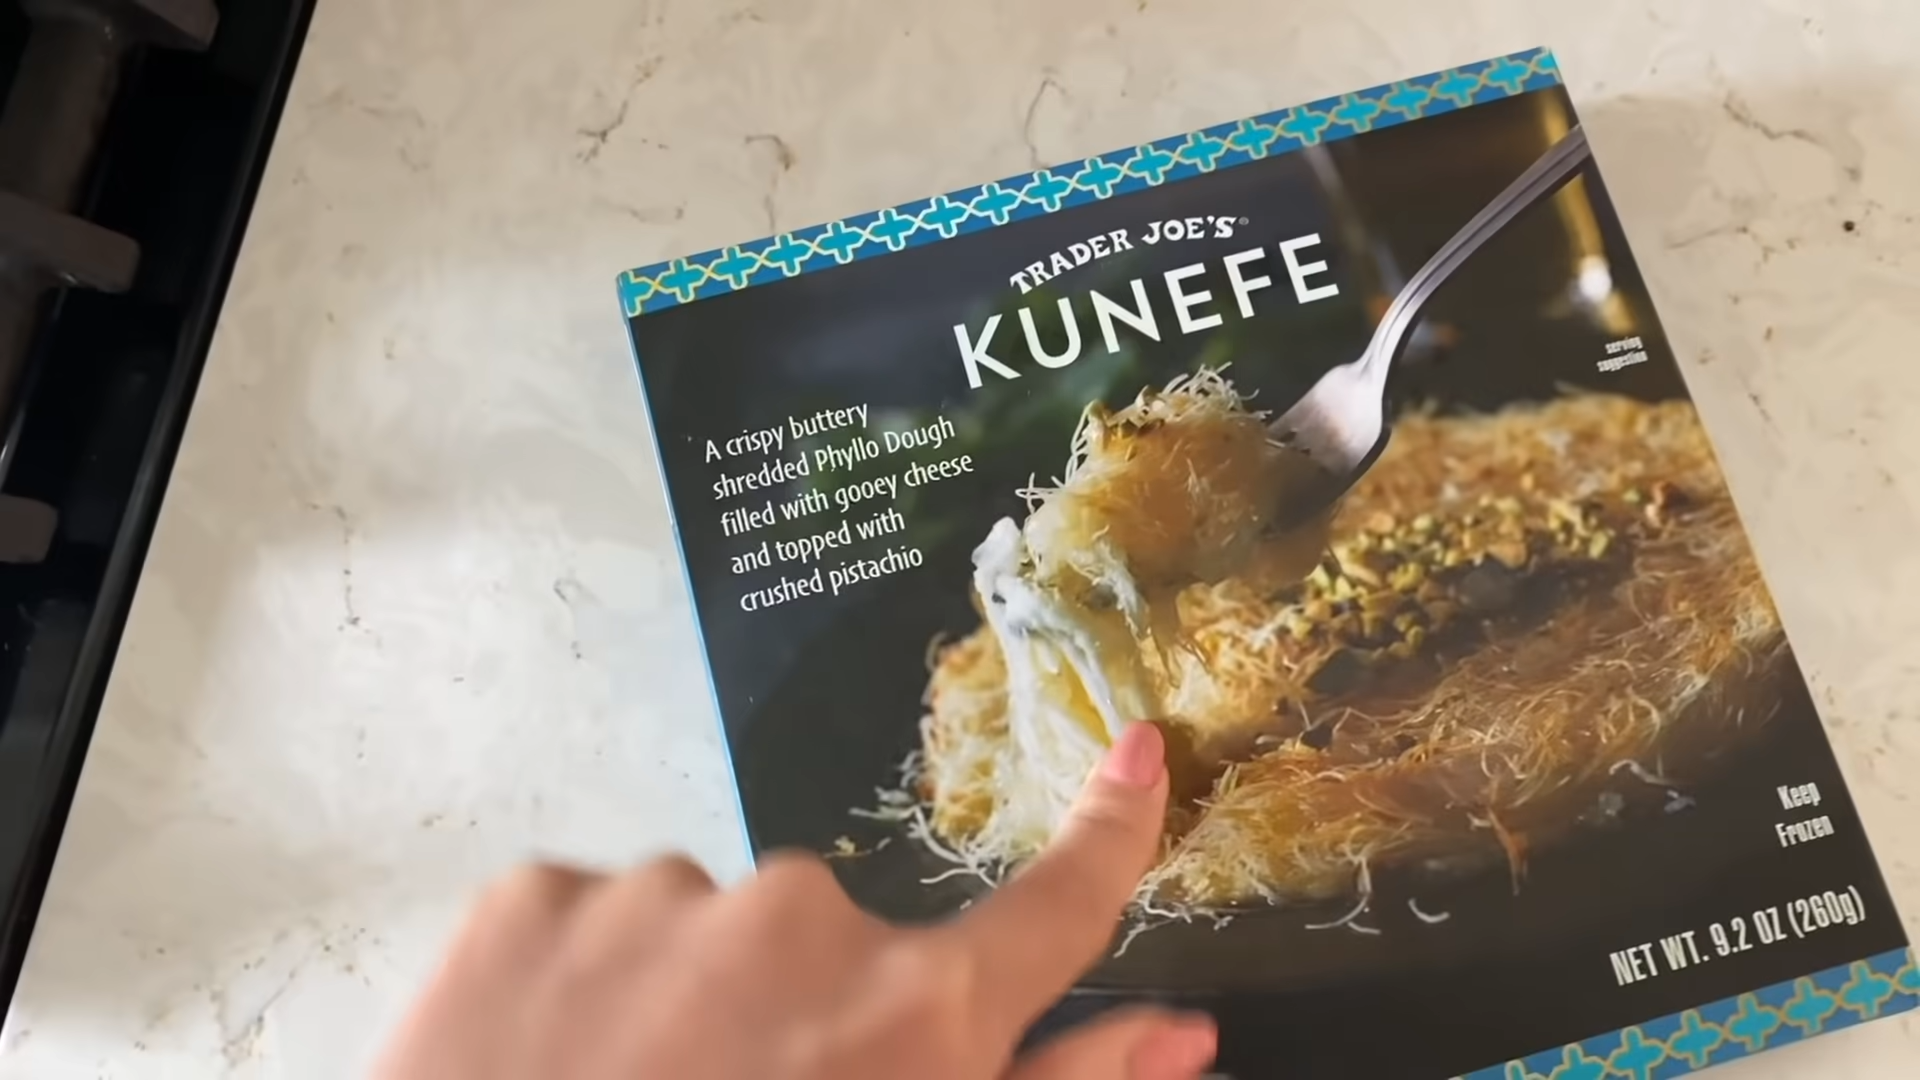 TRADER JOE'S®
KUNEFE
A crispy buttery
shredded Phyllo Dough
filled with gooey cheese
and topped with
crushed pistachio
serving
suggestion
Keep
Frozen
NET WT. 9.2 OZ (260g)